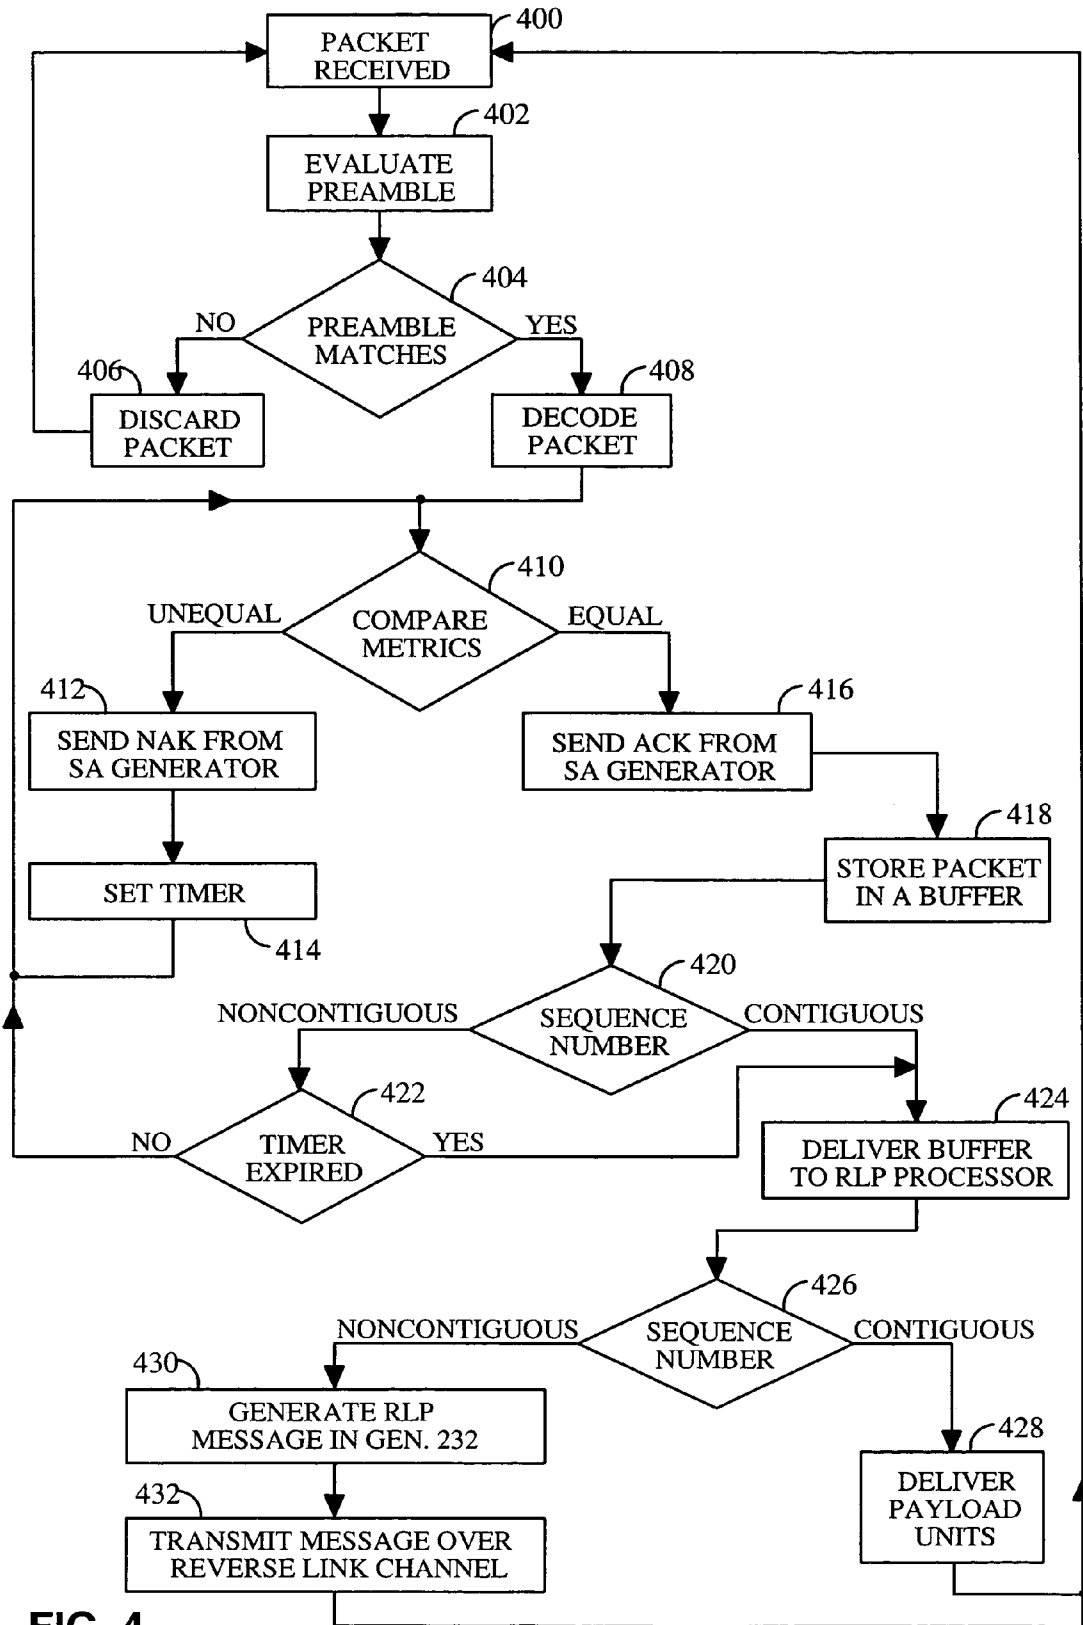 400
PACKET
RECEIVED
402
EVALUATE
PREAMBLE
404
PREAMBLE
MATCHES
NO
YES
406
DISCARD
PACKET
408
DECODE
PACKET
410
COMPARE
METRICS
UNEQUAL
EQUAL
412
SEND NAK FROM
SA GENERATOR
416
SEND ACK FROM
SA GENERATOR
418
STORE PACKET
IN A BUFFER
SET TIMER
414
420
SEQUENCE
NUMBER
NONCONTIGUOUS
CONTIGUOUS
422
TIMER
EXPIRED
NO
YES
424
DELIVER BUFFER
TO RLP PROCESSOR
426
SEQUENCE
NUMBER
NONCONTIGUOUS
CONTIGUOUS
430
GENERATE RLP
MESSAGE IN GEN. 232
428
DELIVER
PAYLOAD
UNITS
432
TRANSMIT MESSAGE OVER
REVERSE LINK CHANNEL
FIG. 4